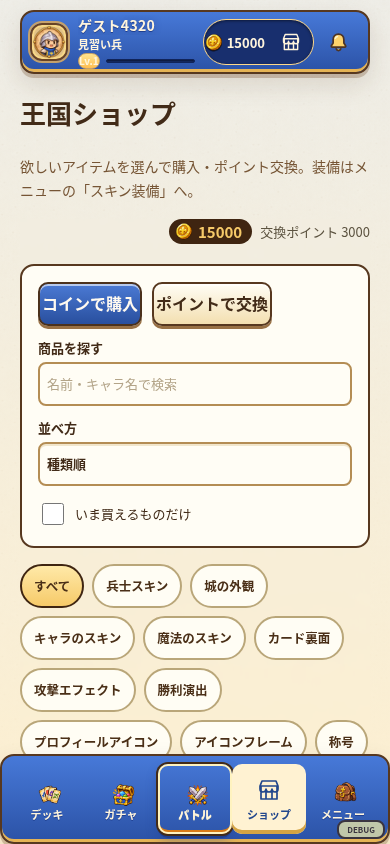 ゲスト4320
見習い兵
Lv.1
15000
王国ショップ
欲しいアイテムを選んで購入・ポイント交換。装備はメ
ニューの「スキン装備」へ。
15000 交換ポイント 3000
コインで購入 ポイントで交換
商品を探す
名前・キャラ名で検索
並べ方
種類順
いま買えるものだけ
すべて 兵士スキン 城の外観
キャラのスキン 魔法のスキン カード裏面
攻撃エフェクト 勝利演出
プロフィールアイコン アイコンフレーム 称号
デッキ ガチャ バトル ショップ メニュー
DEBUG